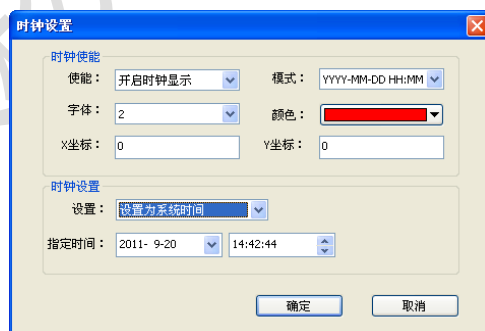 时钟设置
时钟使能
使能： 开启时钟显示 模式： YYYY-MM-DD HH:MM
字体： 2 颜色：
X坐标： 0 Y坐标： 0
时钟设置
设置： 设置为系统时间
指定时间： 2011- 9-20 14:42:44
确定 取消